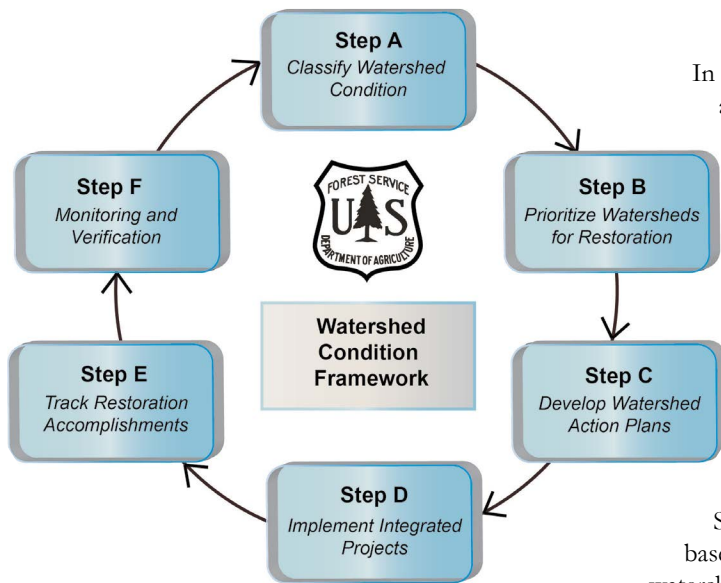 Step A
Classify Watershed
Condition
Step B
Prioritize Watersheds
for Restoration
Step C
Develop Watershed
Action Plans
Step D
Implement Integrated
Projects
Step E
Track Restoration
Accomplishments
Step F
Monitoring and
Verification
FOREST SERVICE
U S
DEPARTMENT OF AGRICULTURE
Watershed
Condition
Framework
In